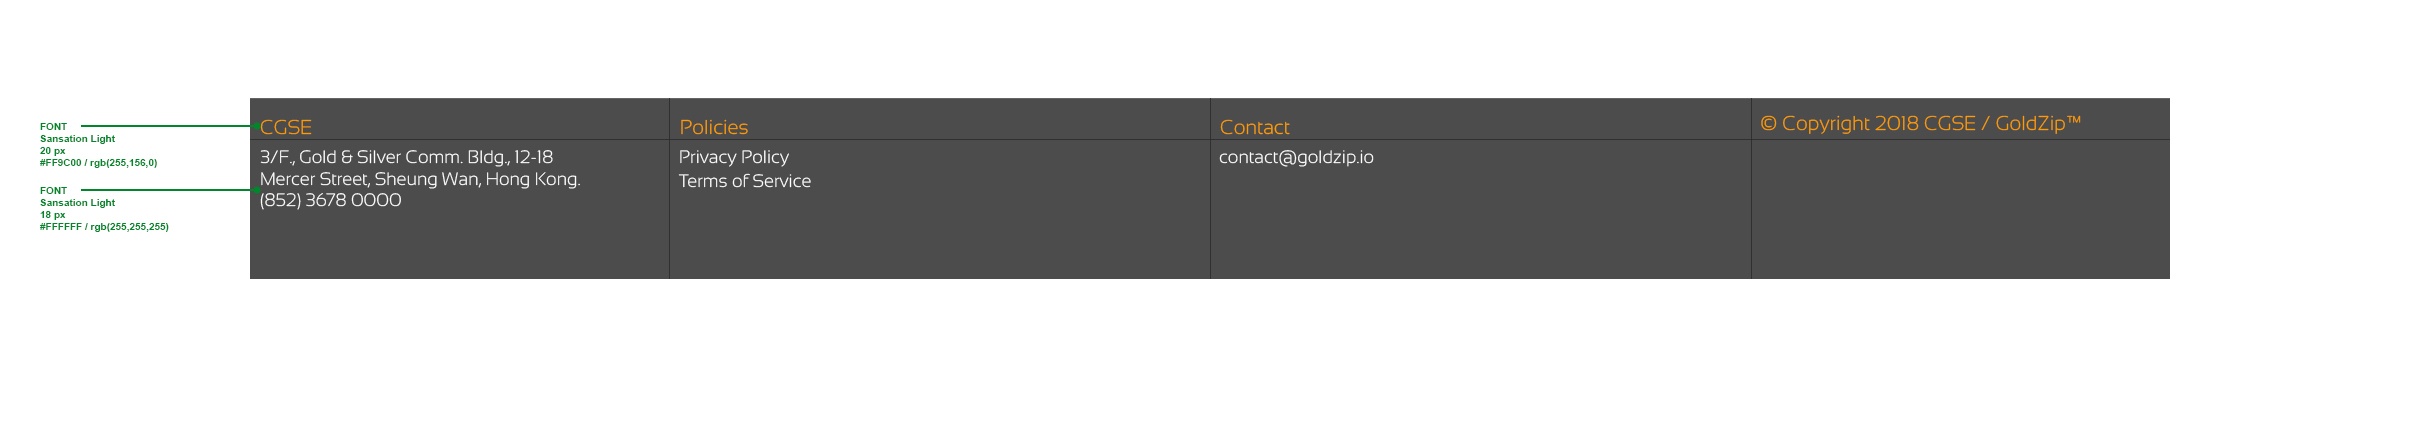 FONT
Sansation Light
20 px
#FF9C00 / rgb(255,156,0)
FONT
Sansation Light
18 px
#FFFFFF / rgb(255,255,255)
CGSE
3/F., Gold & Silver Comm. Bldg., 12-18
Mercer Street, Sheung Wan, Hong Kong.
(852) 3678 0000
Policies
Privacy Policy
Terms of Service
Contact
contact@goldzip.io
© Copyright 2018 CGSE / GoldZip™